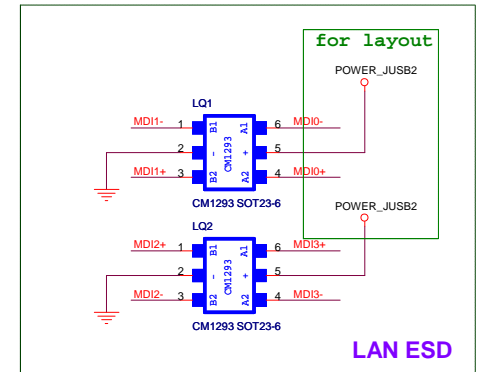 for layout
POWER_JUSB2
LQ1
MDI1- 1 B1 A1 6 MDI0-
2 - CM1293 + 5
MDI1+ 3 B2 A2 4 MDI0+
CM1293 SOT23-6
POWER_JUSB2
LQ2
MDI2+ 1 B1 A1 6 MDI3+
2 - CM1293 + 5
MDI2- 3 B2 A2 4 MDI3-
CM1293 SOT23-6
LAN ESD